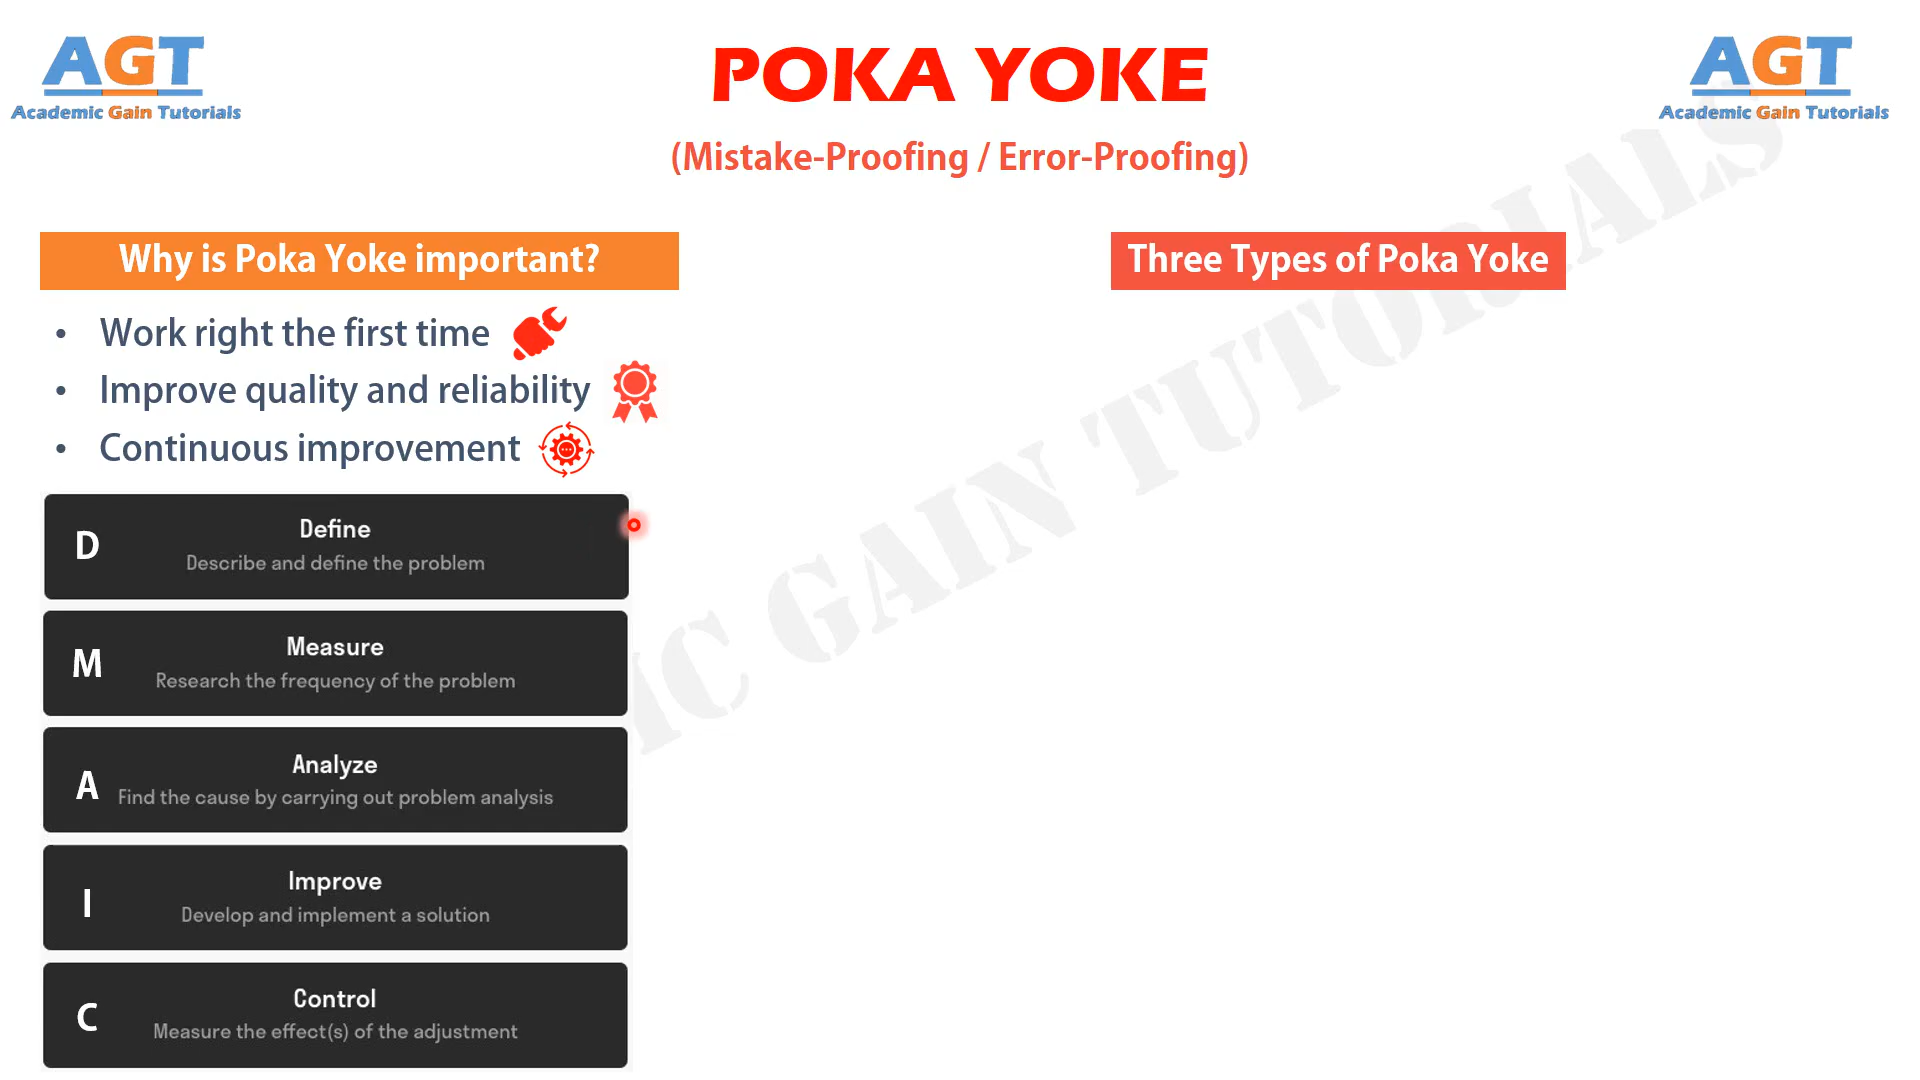 AGT
Academic Gain Tutorials
POKA YOKE
(Mistake-Proofing / Error-Proofing)
AGT
Academic Gain Tutorials
Why is Poka Yoke important?
• Work right the first time
• Improve quality and reliability
• Continuous improvement
D
Define
Describe and define the problem
M
Measure
Research the frequency of the problem
A
Analyze
Find the cause by carrying out problem analysis
I
Improve
Develop and implement a solution
C
Control
Measure the effect(s) of the adjustment
Three Types of Poka Yoke
IC GAIN TUTORIALS